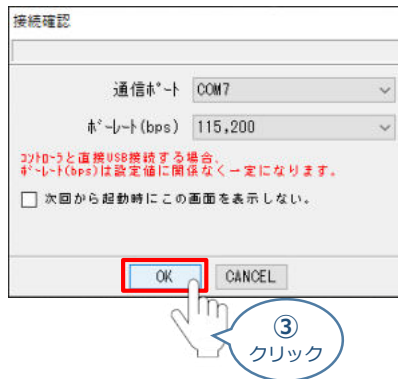 接続確認
通信ﾎﾟｰﾄ COM7
ﾎﾞｰﾚｰﾄ(bps) 115,200
ｺﾝﾄﾛｰﾗと直接USB接続する場合、
ﾎﾞｰﾚｰﾄ(bps)は設定値に関係なく一定になります。
次回から起動時にこの画面を表示しない。
OK CANCEL
③
クリック